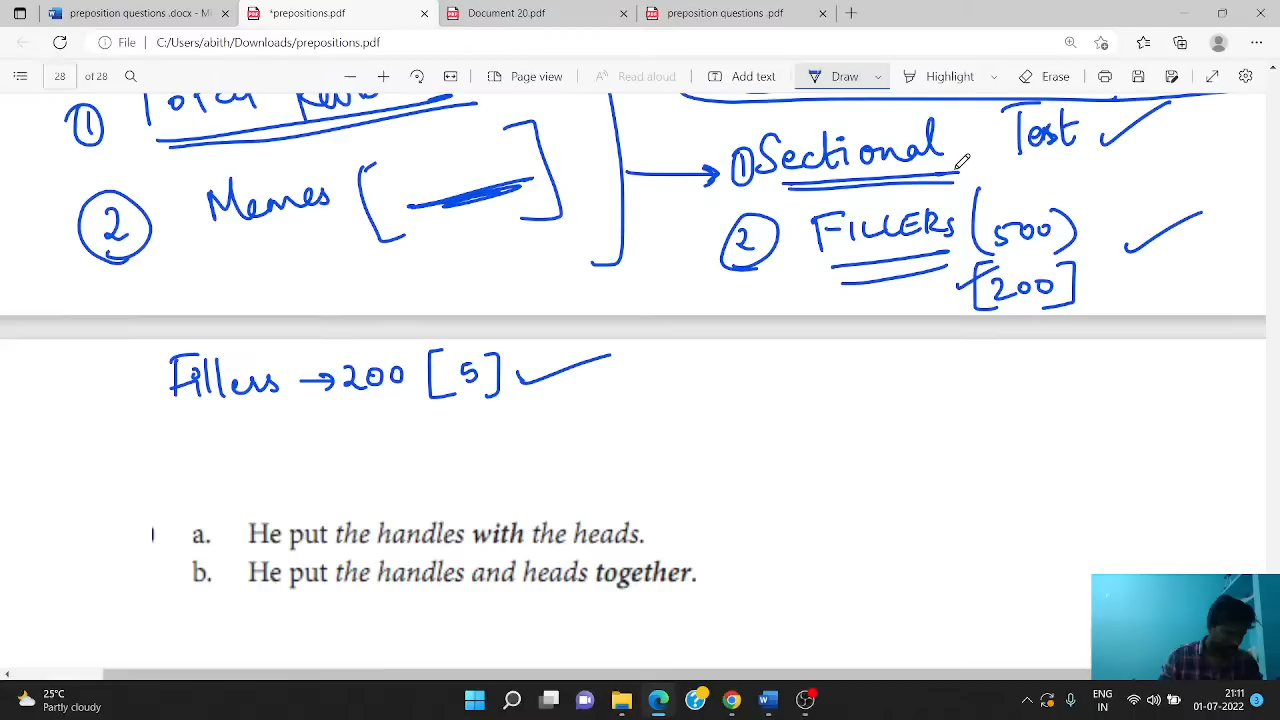 preposition questions .docx - Mi
*prepositions.pdf
Document 20.pdf
preposition questions .pdf
File
C:/Users/abith/Downloads/prepositions.pdf
28
of 28
Page view
Read aloud
Add text
Draw
Highlight
Erase
1
Test
1 Sectional
2 Memes
2 FILLERS (500)
[200]
Fillers → 200 [5]
a. He put the handles with the heads.
b. He put the handles and heads together.
25°C
Partly cloudy
ENG
IN
21:11
01-07-2022
3